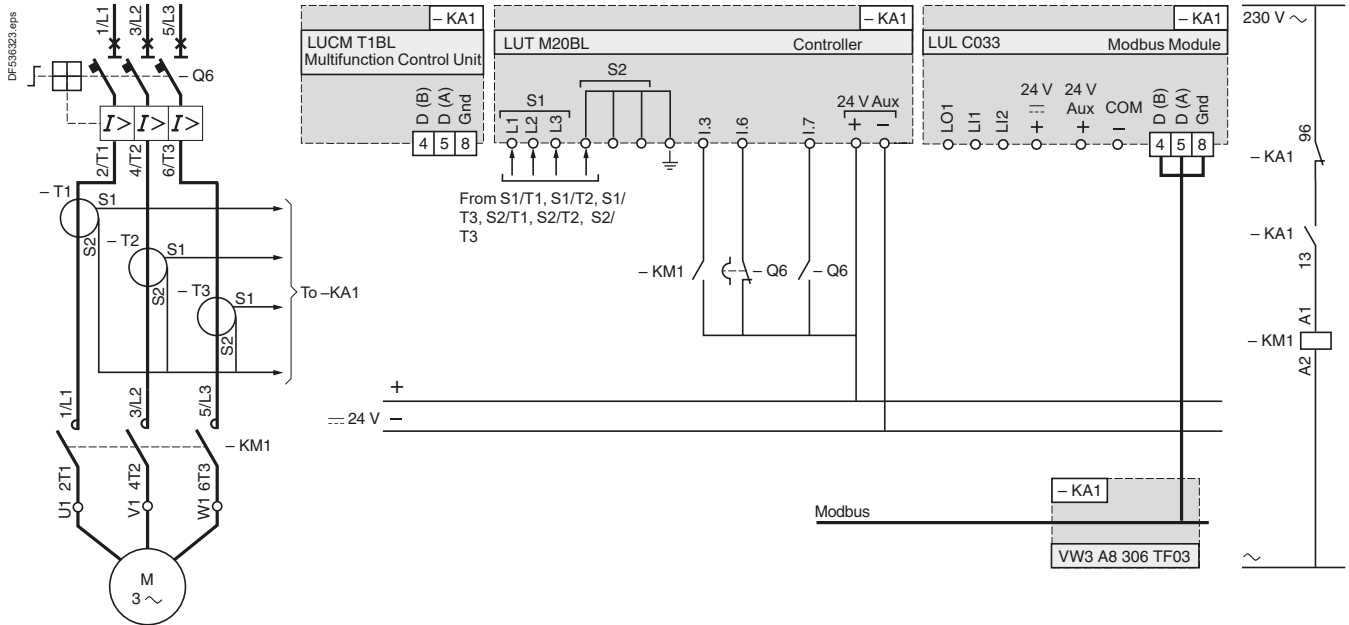 DF536323.eps
1/L1
3/L2
5/L3
– Q6
I>
I>
I>
2/T1
4/T2
6/T3
– T1
S1
S2
– T2
S1
S2
– T3
S1
S2
To –KA1
1/L1
3/L2
5/L3
– KM1
2T1
4T2
6T3
U1
V1
W1
M
3 ~
– KA1
LUCM T1BL
Multifunction Control Unit
D (B)
D (A)
Gnd
4 5 8
– KA1
LUT M20BL Controller
S2
S1
L1
L2
L3
I.3
I.6
I.7
24 V Aux
+ –
From S1/T1, S1/T2, S1/
T3, S2/T1, S2/T2, S2/
T3
– KM1
– Q6
– Q6
+
24 V –
– KA1
LUL C033 Modbus Module
LO1
LI1
LI2
24 V
+
24 V
Aux
+
COM
–
D (B)
D (A)
Gnd
4 5 8
– KA1
Modbus
VW3 A8 306 TF03
230 V ~
96
– KA1
– KA1
13
A1
– KM1
A2
~